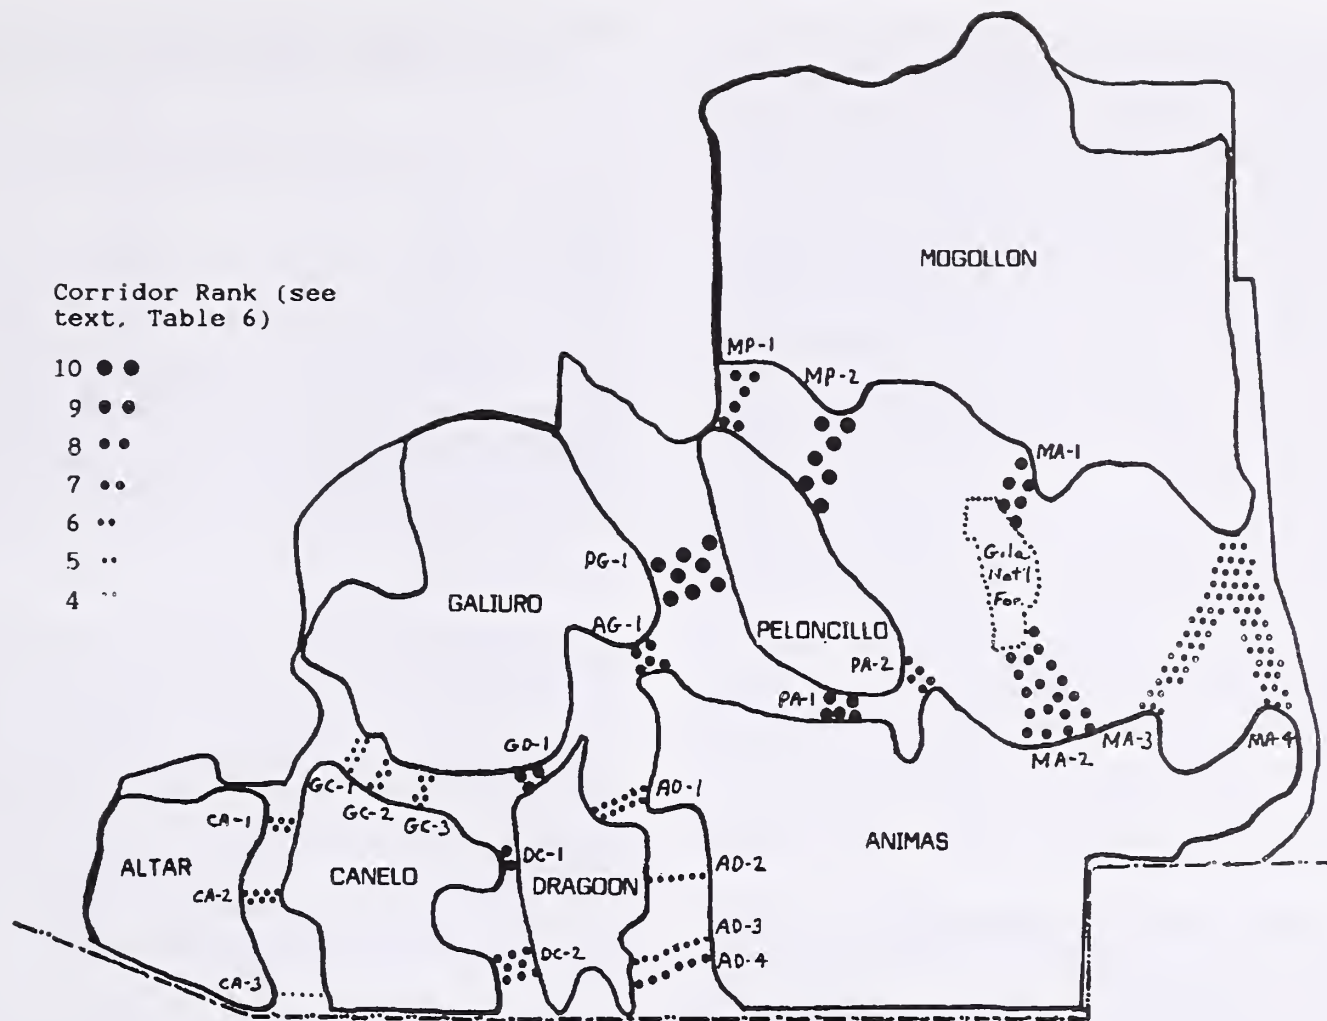 MOGOLLON
Corridor Rank (see
text, Table 6)
10
9
8
7
6
5
4
MP-1
MP-2
MA-1
PG-1
Gila
Nat'l
For.
GALIURO
AG-1
PELONCILLO
PA-2
PA-1
MA-3
MA-4
MA-2
GD-1
GC-1
GC-2
GC-3
AD-1
CA-1
ANIMAS
DC-1
AD-2
ALTAR
CANELO
DRAGOON
CA-2
AD-3
DC-2
AD-4
CA-3